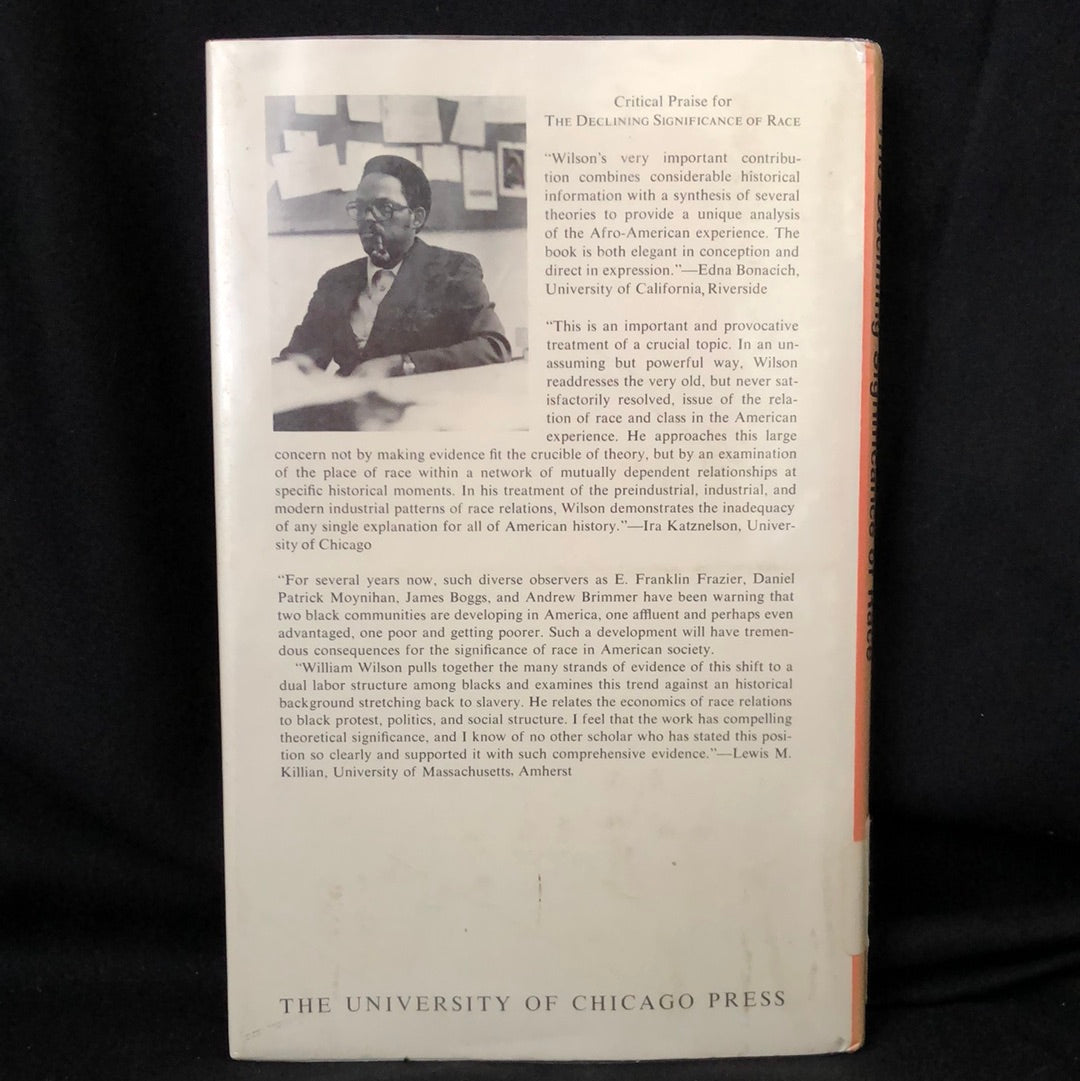 Critical Praise for
THE DECLINING SIGNIFICANCE OF RACE
“Wilson's very important contribu-
tion combines considerable historical
information with a synthesis of several
theories to provide a unique analysis
of the Afro-American experience. The
book is both elegant in conception and
direct in expression.”—Edna Bonacich,
University of California, Riverside
“This is an important and provocative
treatment of a crucial topic. In an un-
assuming but powerful way, Wilson
readdresses the very old, but never sat-
isfactorily resolved, issue of the rela-
tion of race and class in the American
experience. He approaches this large
concern not by making evidence fit the crucible of theory, but by an examination
of the place of race within a network of mutually dependent relationships at
specific historical moments. In his treatment of the preindustrial, industrial, and
modern industrial patterns of race relations, Wilson demonstrates the inadequacy
of any single explanation for all of American history.”—Ira Katznelson, Univer-
sity of Chicago
“For several years now, such diverse observers as E. Franklin Frazier, Daniel
Patrick Moynihan, James Boggs, and Andrew Brimmer have been warning that
two black communities are developing in America, one affluent and perhaps even
advantaged, one poor and getting poorer. Such a development will have tremen-
dous consequences for the significance of race in American society.
“William Wilson pulls together the many strands of evidence of this shift to a
dual labor structure among blacks and examines this trend against an historical
background stretching back to slavery. He relates the economics of race relations
to black protest, politics, and social structure. I feel that the work has compelling
theoretical significance, and I know of no other scholar who has stated this posi-
tion so clearly and supported it with such comprehensive evidence.”—Lewis M.
Killian, University of Massachusetts, Amherst
THE UNIVERSITY OF CHICAGO PRESS
The Declining Significance of Race